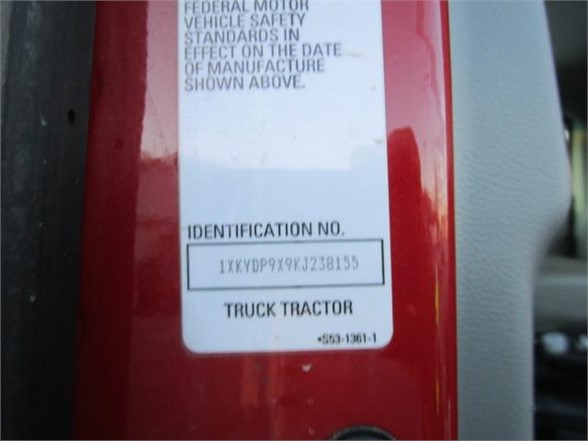 FEDERAL MOTOR
VEHICLE SAFETY
STANDARDS IN
EFFECT ON THE DATE
OF MANUFACTURE
SHOWN ABOVE.
IDENTIFICATION NO.
1XKYDP9X9KJ238155
TRUCK TRACTOR
•S53-1361-1